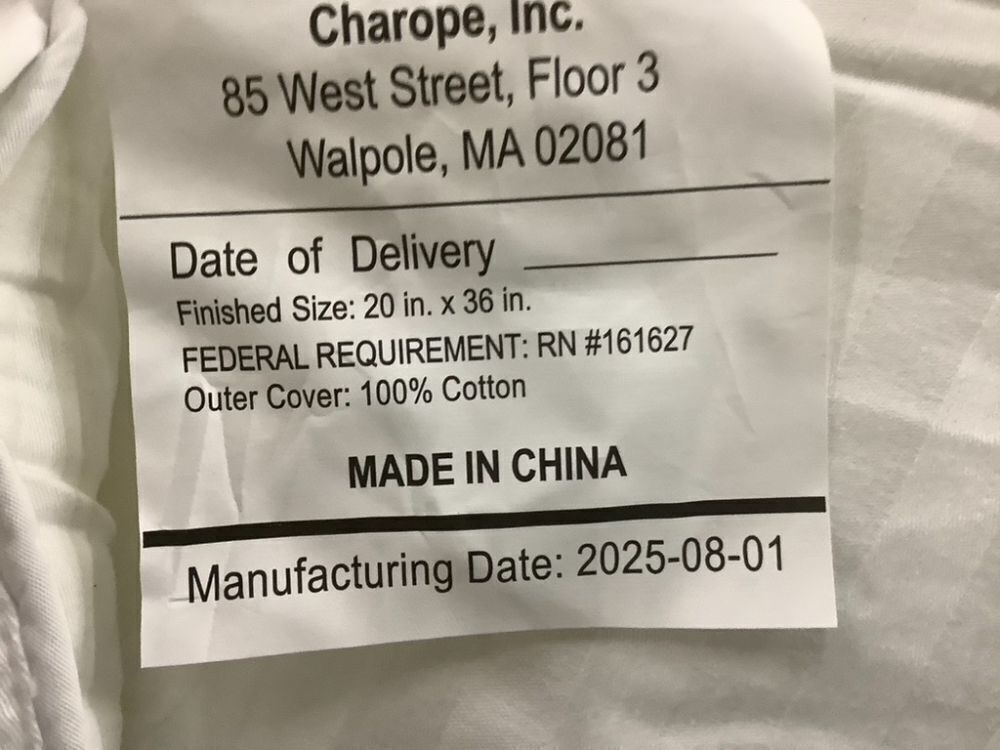 Charope, Inc.
85 West Street, Floor 3
Walpole, MA 02081
Date of Delivery
Finished Size: 20 in. x 36 in.
FEDERAL REQUIREMENT: RN #161627
Outer Cover: 100% Cotton
MADE IN CHINA
Manufacturing Date: 2025-08-01